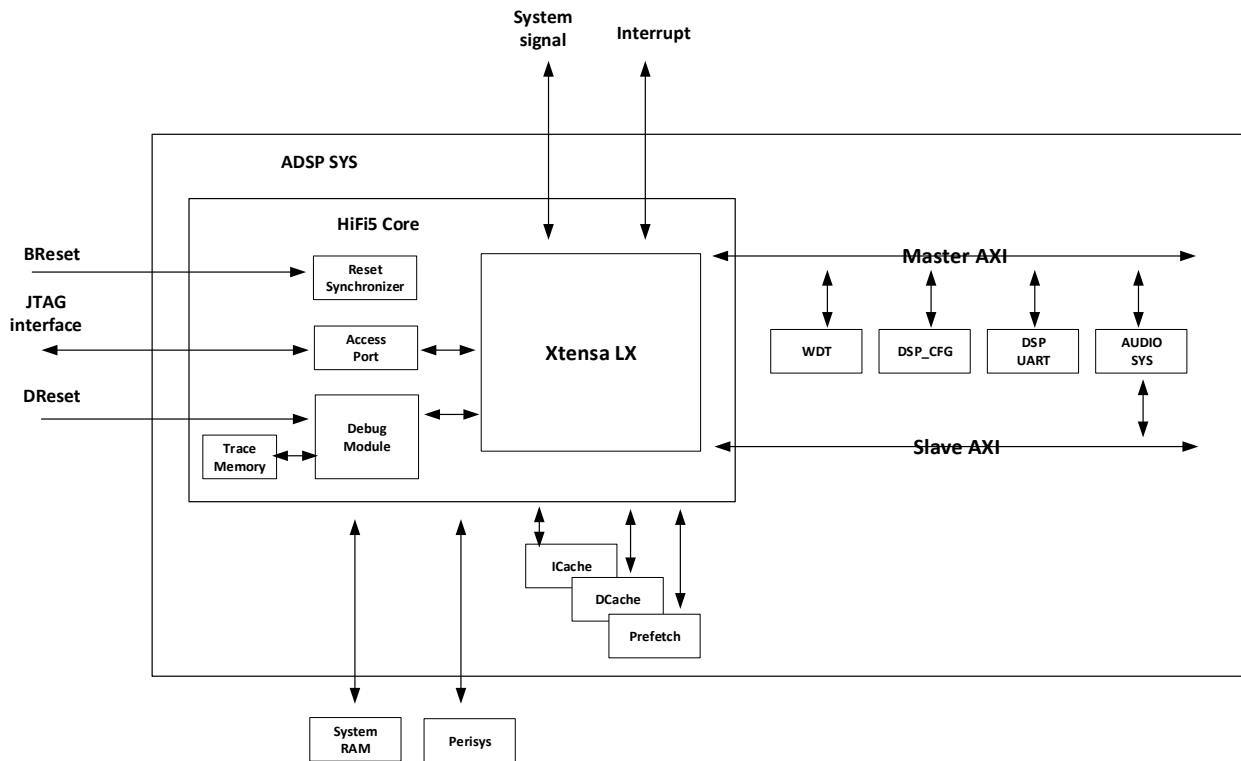 System
signal
Interrupt
ADSP SYS
HiFi5 Core
BReset
Reset
Synchronizer
JTAG
interface
Access
Port
Xtensa LX
DReset
Debug
Module
Trace
Memory
Master AXI
WDT
DSP_CFG
DSP
UART
AUDIO
SYS
Slave AXI
ICache
DCache
Prefetch
System
RAM
Perisys